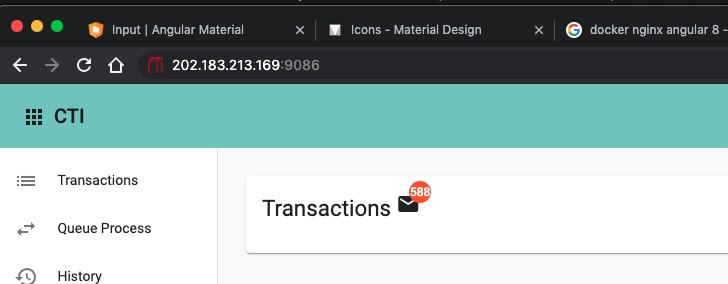 Input | Angular Material
Icons - Material Design
docker nginx angular 8 -
202.183.213.169:9086
CTI
Transactions
Queue Process
History
Transactions
588